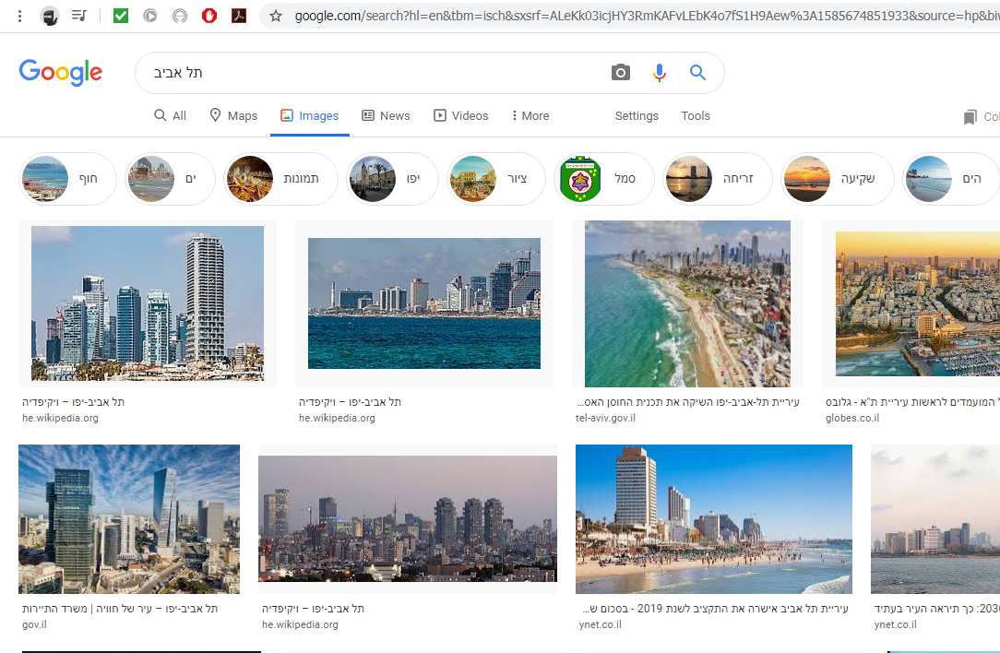 google.com/search?hl=en&tbm=isch&sxsrf=ALeKk03icjHY3RmKAFvLEbK4o7fS1H9Aew%3A1585674851933&source=hp&biw
Google
תל אביב
All Maps Images News Videos More Settings Tools
חוף ים תמונות יפו ציור סמל זריחה שקיעה הים
תל אביב-יפו – ויקיפדיה
he.wikipedia.org
תל אביב-יפו – ויקיפדיה
he.wikipedia.org
עיריית תל-אביב-יפו השיקה את תכנית החוסן האס...
tel-aviv.gov.il
המועמדים לראשות עיריית ת"א - גלובס
globes.co.il
תל אביב-יפו – עיר של חוויה | משרד התיירות
gov.il
תל אביב-יפו – ויקיפדיה
he.wikipedia.org
עיריית תל אביב אישרה את התקציב לשנת 2019 - בסכום ש...
ynet.co.il
2030: כך תיראה העיר בעתיד
ynet.co.il